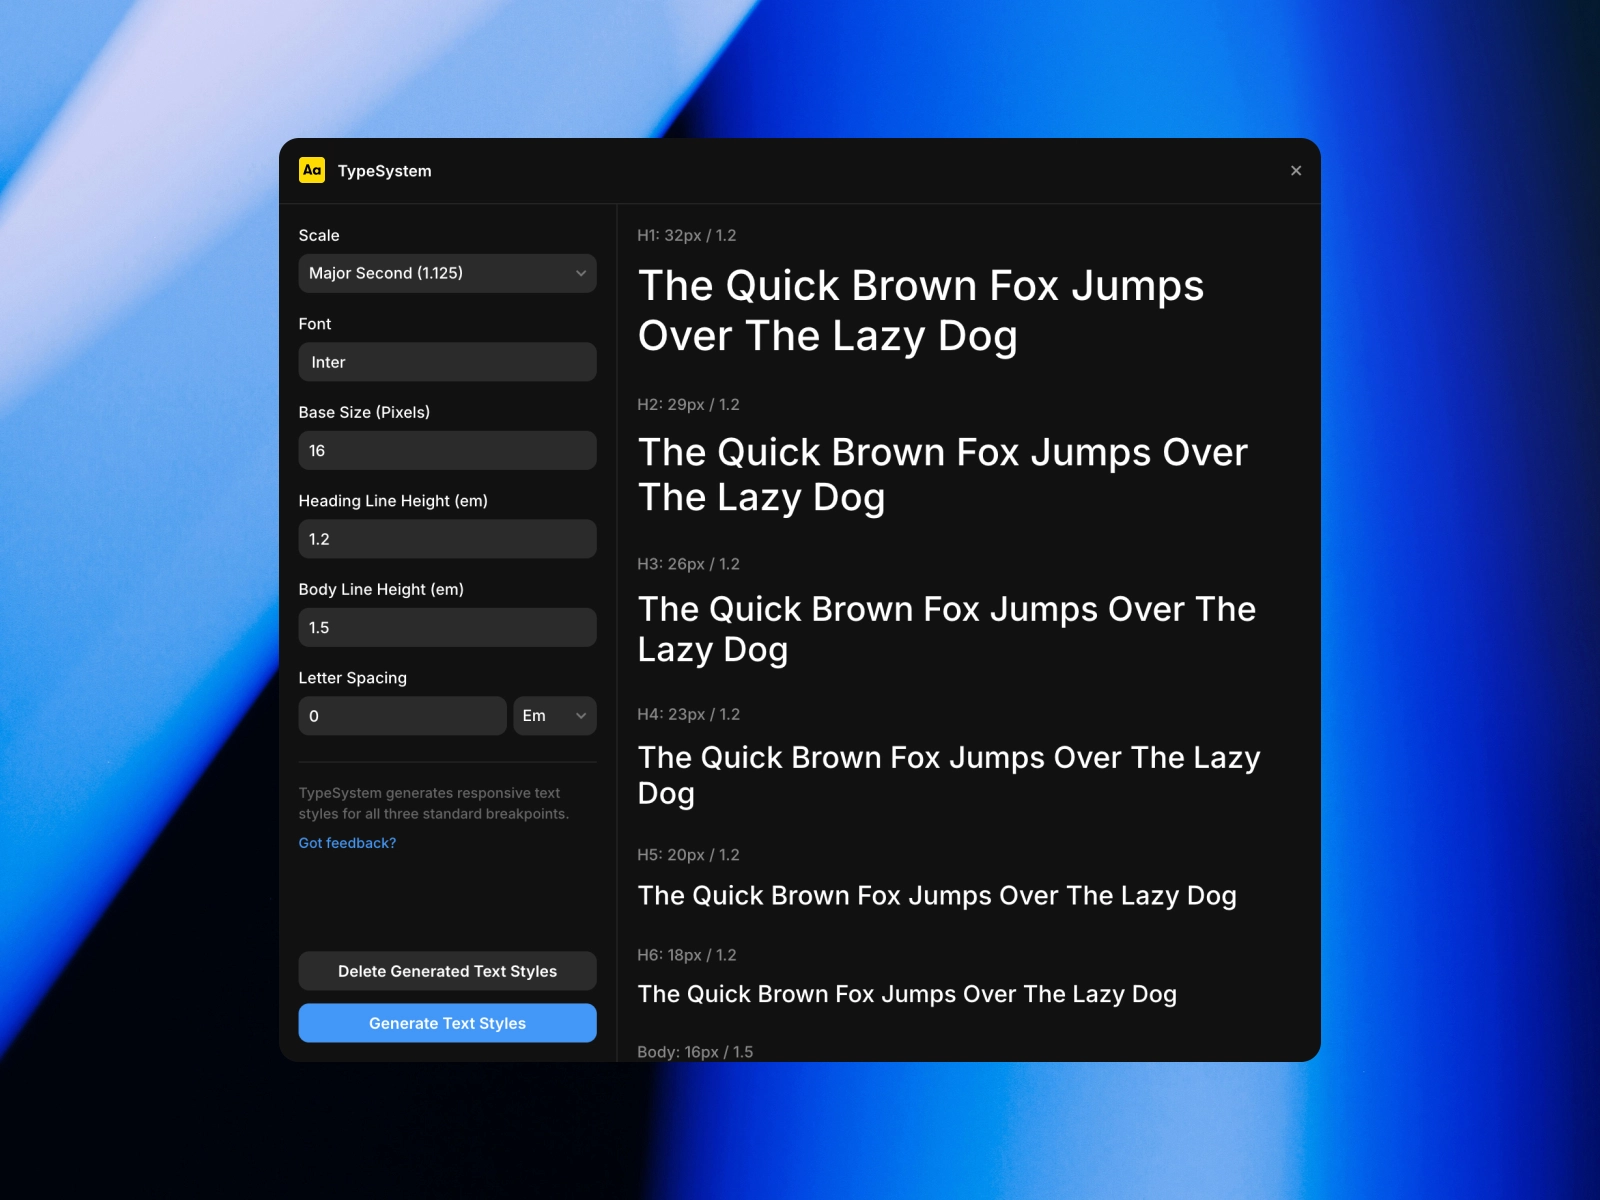 Aa TypeSystem
Scale
Major Second (1.125)
Font
Inter
Base Size (Pixels)
16
Heading Line Height (em)
1.2
Body Line Height (em)
1.5
Letter Spacing
0
Em
TypeSystem generates responsive text
styles for all three standard breakpoints.
Got feedback?
Delete Generated Text Styles
Generate Text Styles
H1: 32px / 1.2
The Quick Brown Fox Jumps
Over The Lazy Dog
H2: 29px / 1.2
The Quick Brown Fox Jumps Over
The Lazy Dog
H3: 26px / 1.2
The Quick Brown Fox Jumps Over The
Lazy Dog
H4: 23px / 1.2
The Quick Brown Fox Jumps Over The Lazy
Dog
H5: 20px / 1.2
The Quick Brown Fox Jumps Over The Lazy Dog
H6: 18px / 1.2
The Quick Brown Fox Jumps Over The Lazy Dog
Body: 16px / 1.5